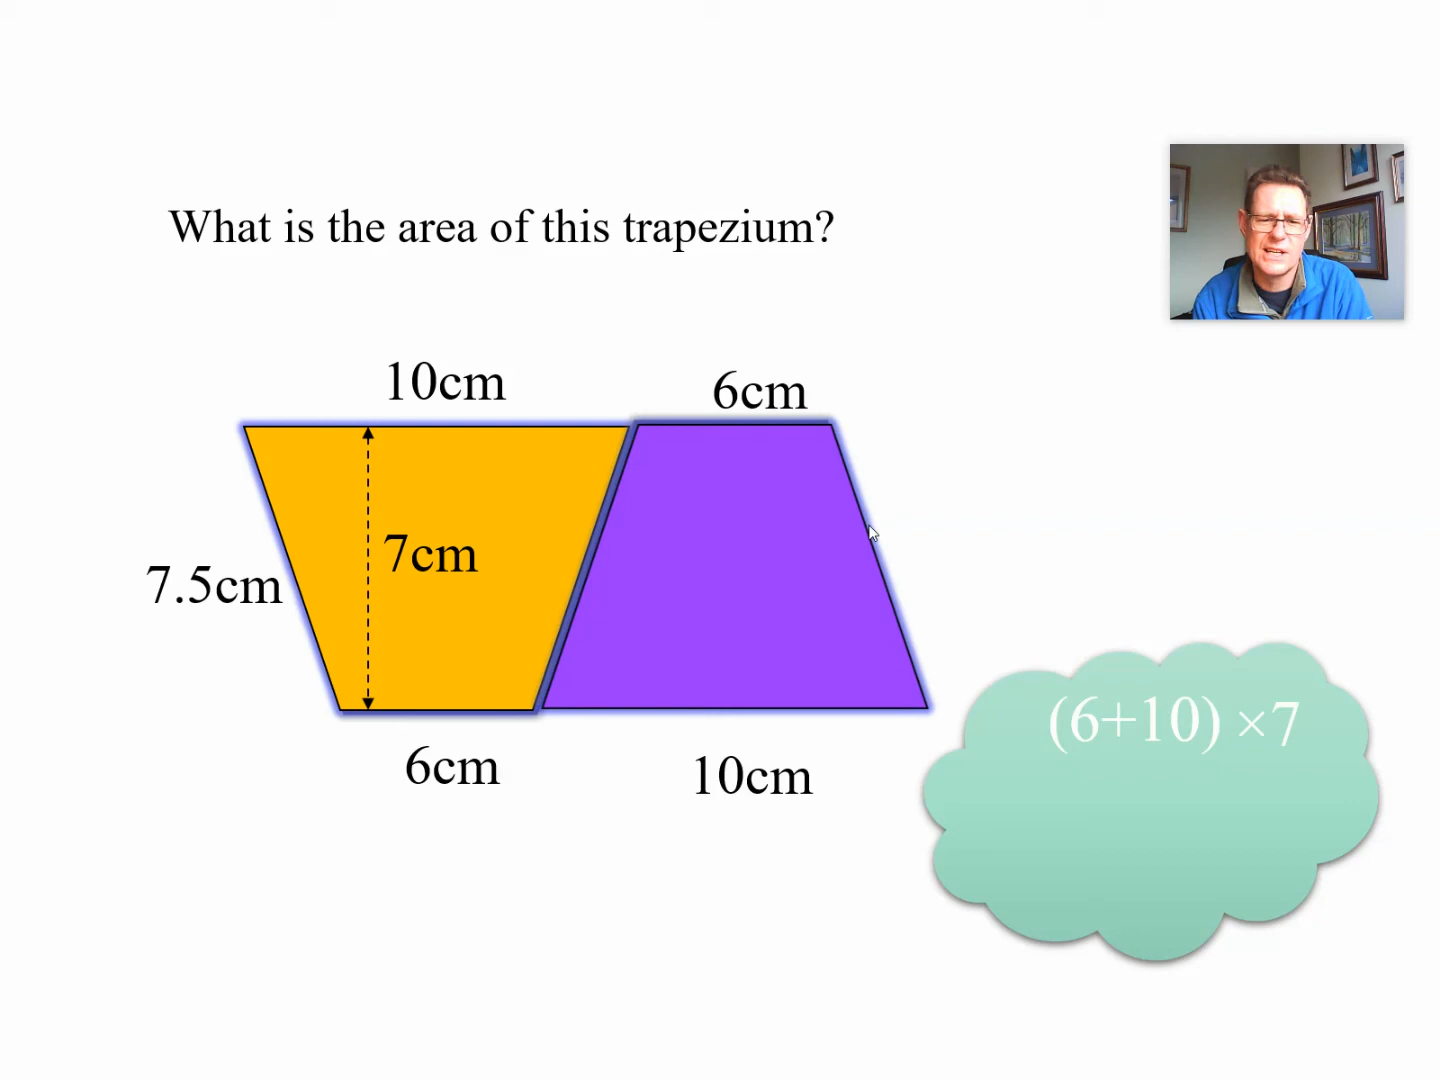 What is the area of this trapezium?
10cm
6cm
7cm
7.5cm
6cm
10cm
(6+10) ×7